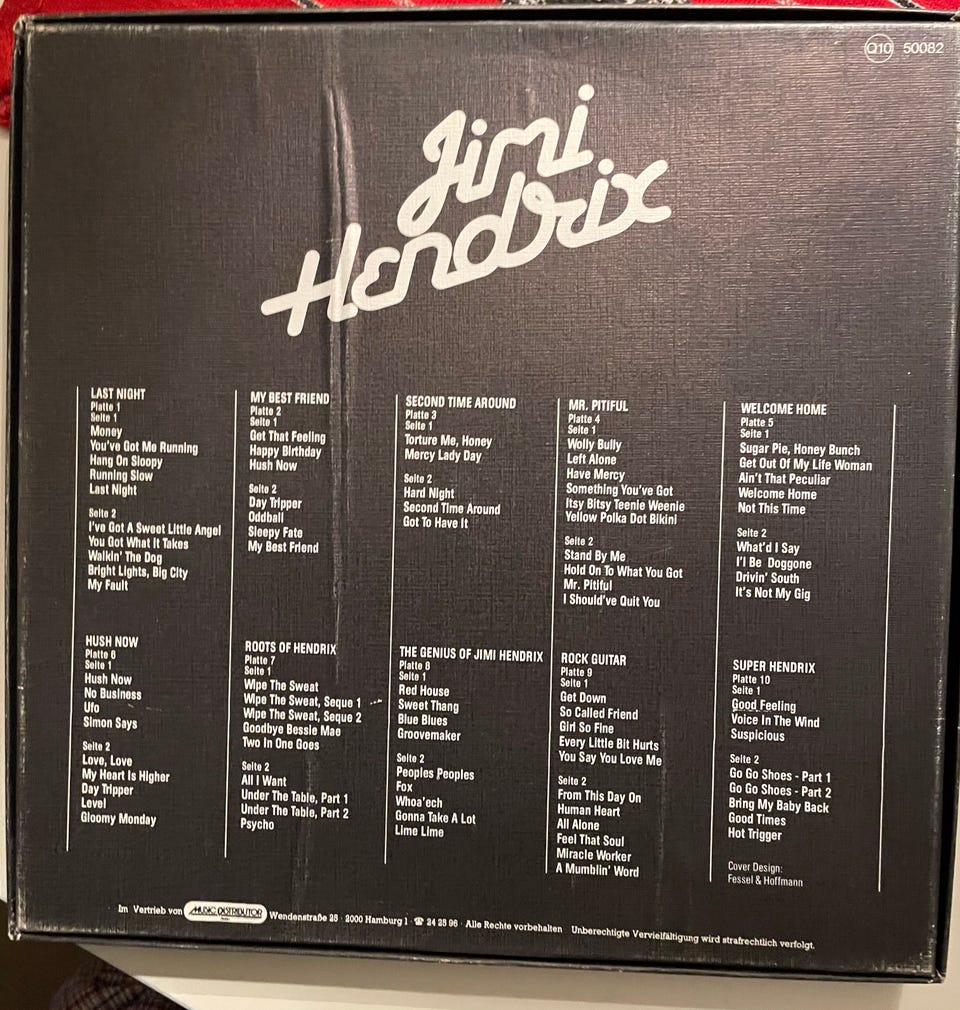 Q10 50082
Jimi
Hendrix
LAST NIGHT
Platte 1
Seite 1
Money
You've Got Me Running
Hang On Sloopy
Running Slow
Last Night
Seite 2
I've Got A Sweet Little Angel
You Got What It Takes
Walkin' The Dog
Bright Lights, Big City
My Fault
MY BEST FRIEND
Platte 2
Seite 1
Get That Feeling
Happy Birthday
Hush Now
Seite 2
Day Tripper
Oddball
Sleepy Fate
My Best Friend
SECOND TIME AROUND
Platte 3
Seite 1
Torture Me, Honey
Mercy Lady Day
Seite 2
Hard Night
Second Time Around
Got To Have It
MR. PITIFUL
Platte 4
Seite 1
Wolly Bully
Left Alone
Have Mercy
Something You've Got
Itsy Bitsy Teenie Weenie
Yellow Polka Dot Bikini
Seite 2
Stand By Me
Hold On To What You Got
Mr. Pitiful
I Should've Quit You
WELCOME HOME
Platte 5
Seite 1
Sugar Pie, Honey Bunch
Get Out Of My Life Woman
Ain't That Peculiar
Welcome Home
Not This Time
Seite 2
What'd I Say
I'l Be Doggone
Drivin' South
It's Not My Gig
HUSH NOW
Platte 6
Seite 1
Hush Now
No Business
Ufo
Simon Says
Seite 2
Love, Love
My Heart Is Higher
Day Tripper
Level
Gloomy Monday
ROOTS OF HENDRIX
Platte 7
Seite 1
Wipe The Sweat
Wipe The Sweat, Seque 1
Wipe The Sweat, Seque 2
Goodbye Bessie Mae
Two In One Goes
Seite 2
All I Want
Under The Table, Part 1
Under The Table, Part 2
Psycho
THE GENIUS OF JIMI HENDRIX
Platte 8
Seite 1
Red House
Sweet Thang
Blue Blues
Groovemaker
Seite 2
Peoples Peoples
Fox
Whoa'ech
Gonna Take A Lot
Lime Lime
ROCK GUITAR
Platte 9
Seite 1
Get Down
So Called Friend
Girl So Fine
Every Little Bit Hurts
You Say You Love Me
Seite 2
From This Day On
Human Heart
All Alone
Feel That Soul
Miracle Worker
A Mumblin' Word
SUPER HENDRIX
Platte 10
Seite 1
Good Feeling
Voice In The Wind
Suspicious
Seite 2
Go Go Shoes - Part 1
Go Go Shoes - Part 2
Bring My Baby Back
Good Times
Hot Trigger
Cover Design:
Fessel & Hoffmann
Im Vertrieb von MUSIC DISTRIBUTOR Wendenstraße 25 · 2000 Hamburg 1 · ☎ 24 25 96 · Alle Rechte vorbehalten Unberechtigte Vervielfältigung wird strafrechtlich verfolgt.